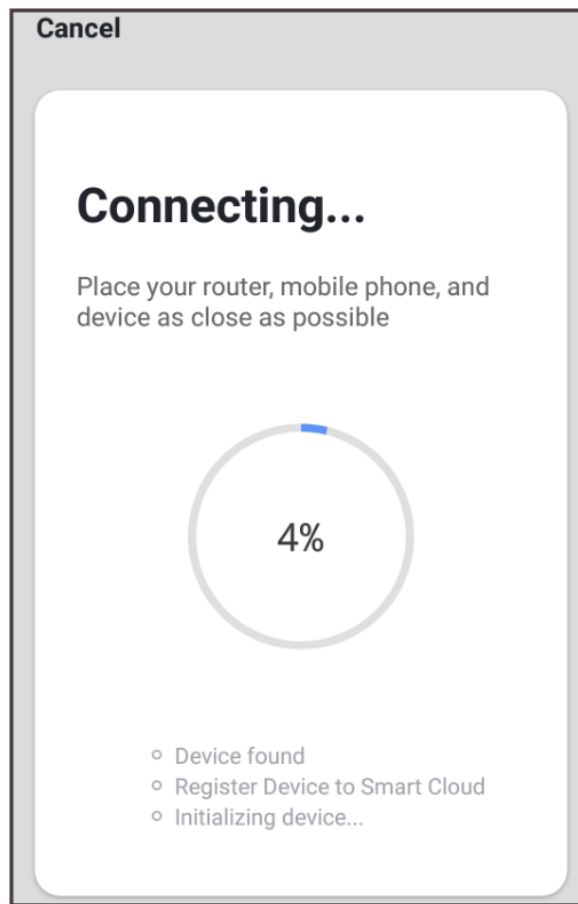 Cancel
Connecting...
Place your router, mobile phone, and
device as close as possible
4%
Device found
Register Device to Smart Cloud
Initializing device...